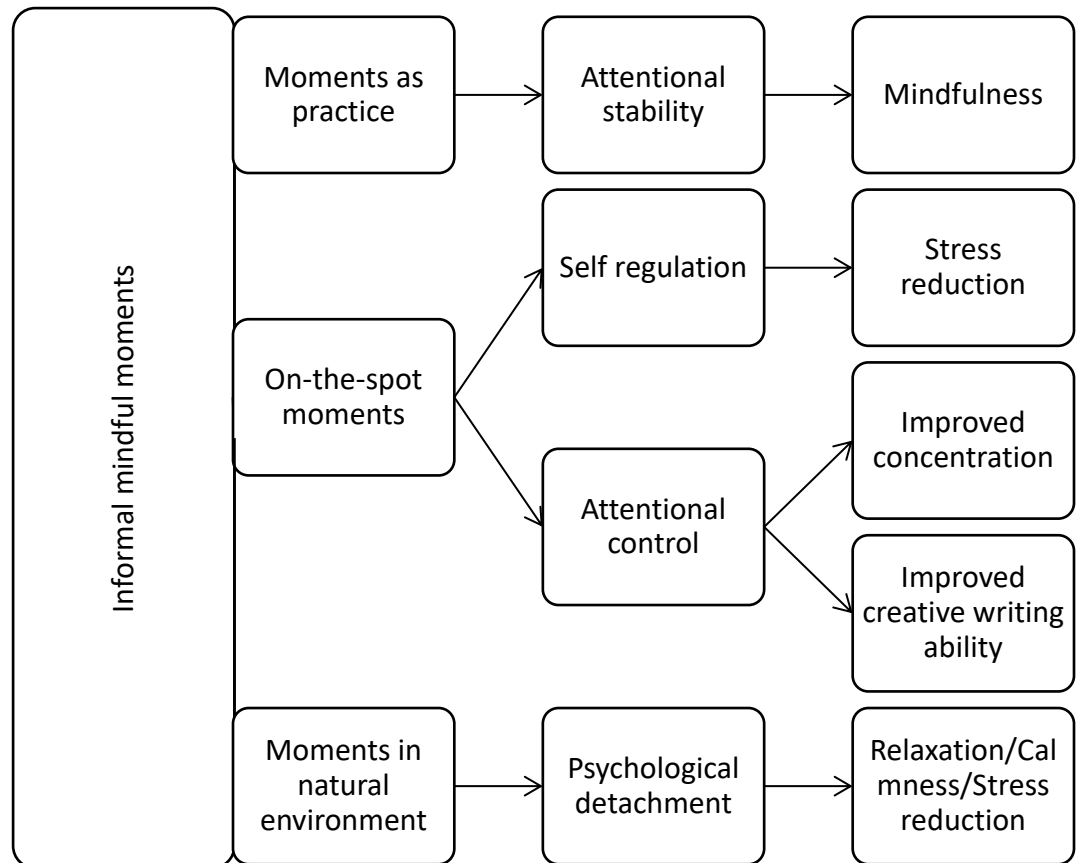 Informal mindful moments
Moments as
practice
Attentional
stability
Mindfulness
Self regulation
Stress
reduction
On-the-spot
moments
Improved
concentration
Attentional
control
Improved
creative writing
ability
Moments in
natural
environment
Psychological
detachment
Relaxation/Cal
mness/Stress
reduction